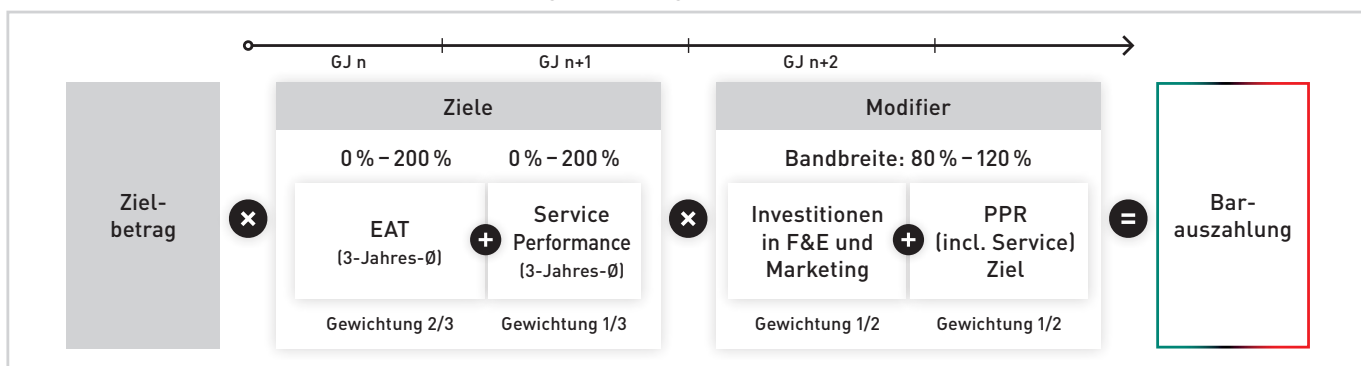 GJ n
GJ n+1
GJ n+2
Ziel-
betrag
×
Ziele
0 % – 200 %
0 % – 200 %
EAT
(3-Jahres-Ø)
+
Service
Performance
(3-Jahres-Ø)
Gewichtung 2/3
Gewichtung 1/3
×
Modifier
Bandbreite: 80 % – 120 %
Investitionen
in F&E und
Marketing
+
PPR
(incl. Service)
Ziel
Gewichtung 1/2
Gewichtung 1/2
=
Bar-
auszahlung